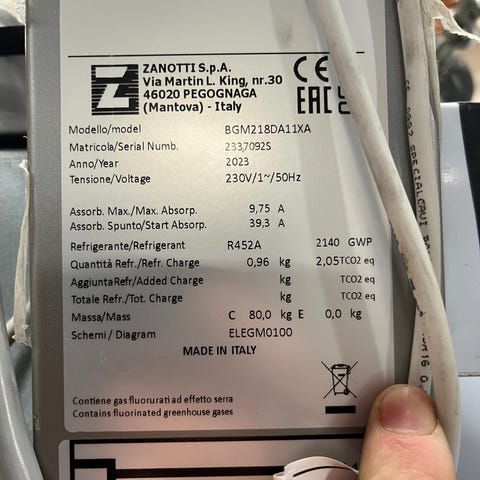 ZANOTTI S.p.A.
Via Martin L. King, nr.30
46020 PEGOGNAGA
(Mantova) - Italy
Z
CE
EAC
Modello/model BGM218DA11XA
Matricola/Serial Numb. 2337092S
Anno/Year 2023
Tensione/Voltage 230V/1~/50Hz
Assorb. Max./Max. Absorp. 9,75 A
Assorb. Spunto/Start Absorp. 39,3 A
Refrigerante/Refrigerant R452A 2140 GWP
Quantità Refr./Refr. Charge 0,96 kg 2,05TCO2 eq
AggiuntaRefr/Added Charge kg TCO2 eq
Totale Refr./Tot. Charge kg TCO2 eq
Massa/Mass C 80,0 kg E 0,0 kg
Schemi / Diagram ELEGM0100
MADE IN ITALY
Contiene gas fluorurati ad effetto serra
Contains fluorinated greenhouse gases
SPECIALCAVI